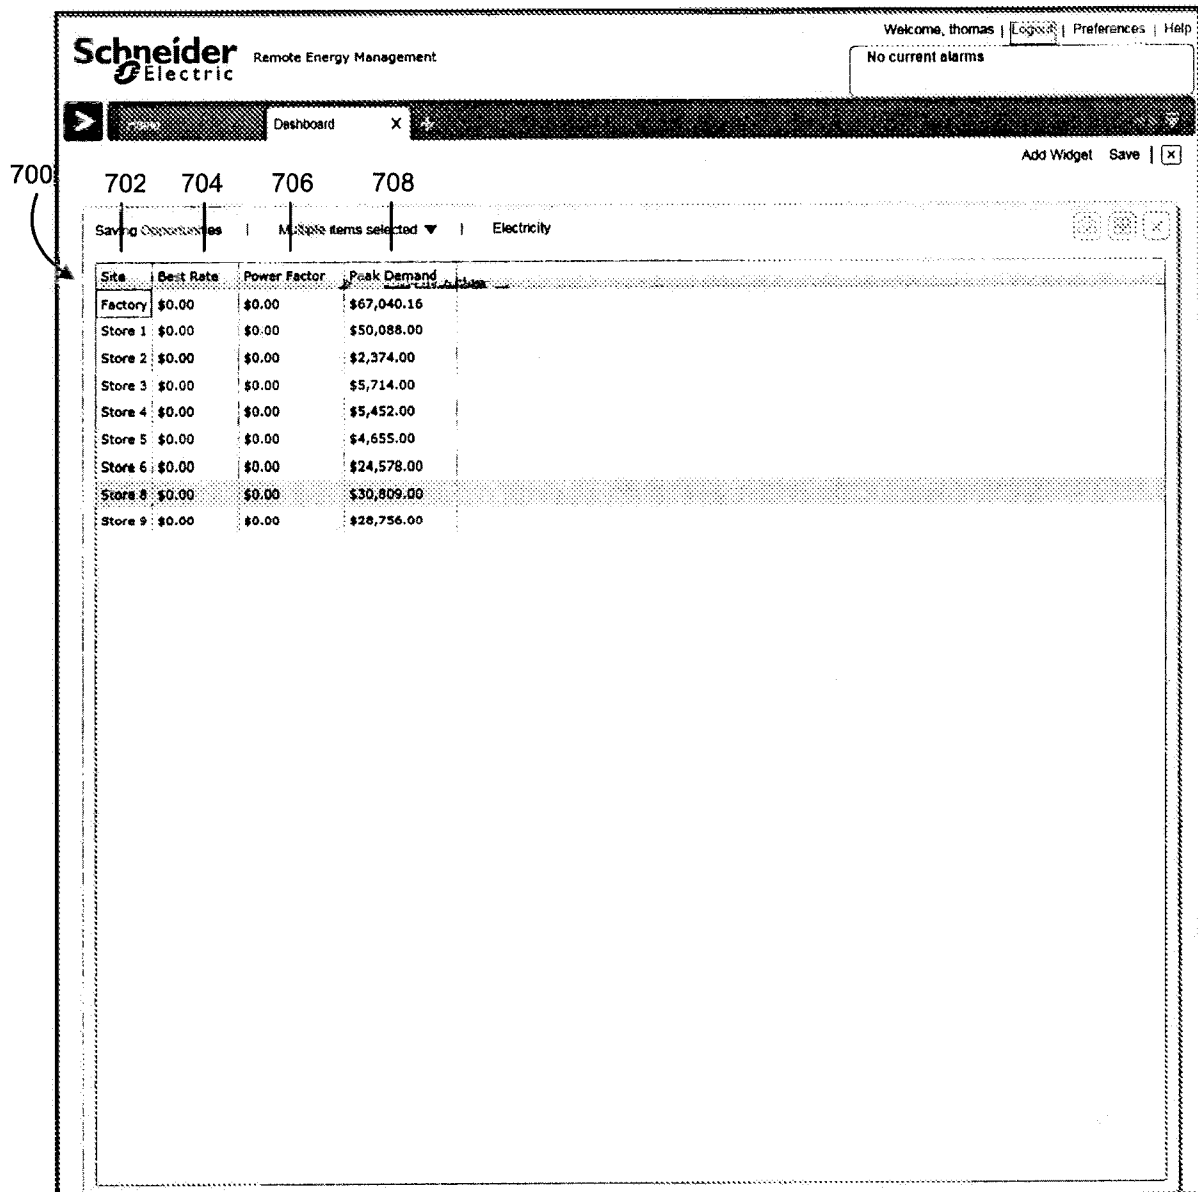 Welcome, thomas | Logout | Preferences | Help
Schneider Electric
Remote Energy Management
No current alarms
Dashboard X +
Add Widget Save | X
700
702 704 706 708
Saving Opportunities | Multiple items selected ▼ | Electricity
Site Best Rate Power Factor Peak Demand
Factory $0.00 $0.00 $67,040.16
Store 1 $0.00 $0.00 $50,088.00
Store 2 $0.00 $0.00 $2,374.00
Store 3 $0.00 $0.00 $5,714.00
Store 4 $0.00 $0.00 $5,452.00
Store 5 $0.00 $0.00 $4,655.00
Store 6 $0.00 $0.00 $24,578.00
Store 8 $0.00 $0.00 $30,809.00
Store 9 $0.00 $0.00 $28,756.00